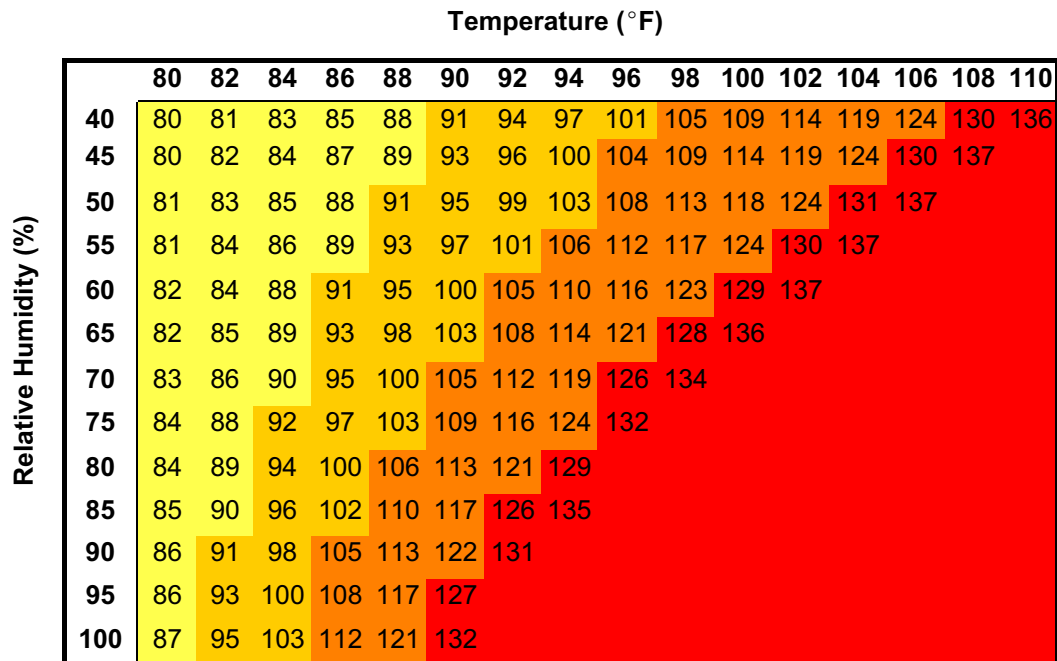 Temperature (°F)
80 82 84 86 88 90 92 94 96 98 100 102 104 106 108 110
Relative Humidity (%)
40 80 81 83 85 88 91 94 97 101 105 109 114 119 124 130 136
45 80 82 84 87 89 93 96 100 104 109 114 119 124 130 137
50 81 83 85 88 91 95 99 103 108 113 118 124 131 137
55 81 84 86 89 93 97 101 106 112 117 124 130 137
60 82 84 88 91 95 100 105 110 116 123 129 137
65 82 85 89 93 98 103 108 114 121 128 136
70 83 86 90 95 100 105 112 119 126 134
75 84 88 92 97 103 109 116 124 132
80 84 89 94 100 106 113 121 129
85 85 90 96 102 110 117 126 135
90 86 91 98 105 113 122 131
95 86 93 100 108 117 127
100 87 95 103 112 121 132